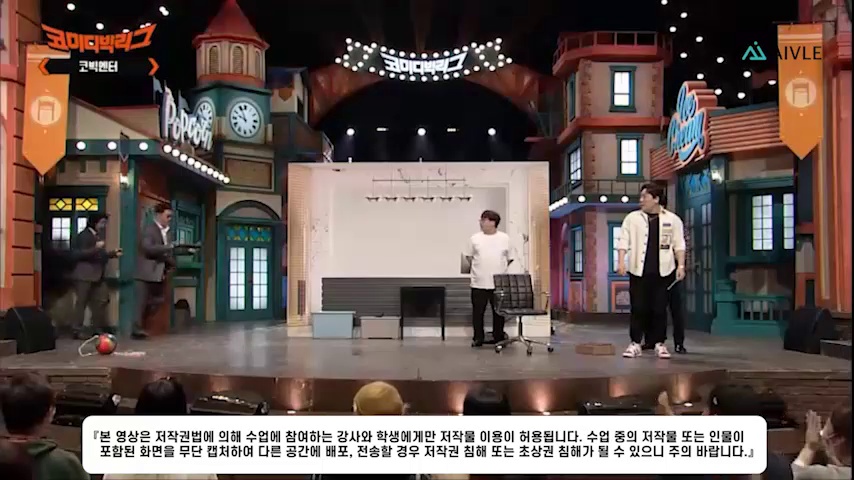 코미디빅리그
코빅엔터
코미디빅리그
AIVLE
Popcorn
Ice
Cream
『본 영상은 저작권법에 의해 수업에 참여하는 강사와 학생에게만 저작물 이용이 허용됩니다. 수업 중의 저작물 또는 인물이
포함된 화면을 무단 캡처하여 다른 공간에 배포, 전송할 경우 저작권 침해 또는 초상권 침해가 될 수 있으니 주의 바랍니다.』